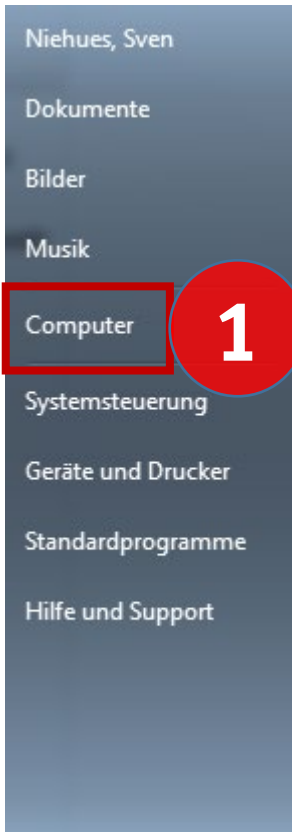 Niehues, Sven
Dokumente
Bilder
Musik
Computer
1
Systemsteuerung
Geräte und Drucker
Standardprogramme
Hilfe und Support